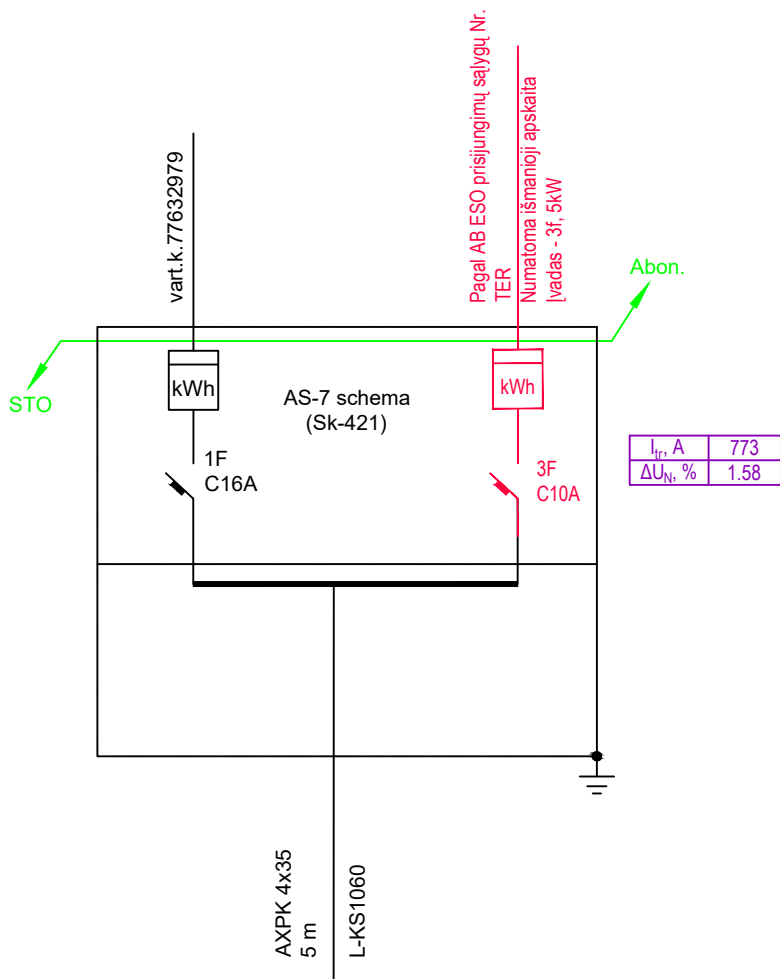 vart.k.77632979
Pagal AB ESO prisijungimų sąlygų Nr.
TER
Numatoma išmanioji apskaita
Įvadas - 3f, 5kW
Abon.
STO
kWh
AS-7 schema
(Sk-421)
kWh
1F
C16A
3F
C10A
Itr, A 773
ΔUN, % 1.58
AXPK 4x35
5 m
L-KS1060